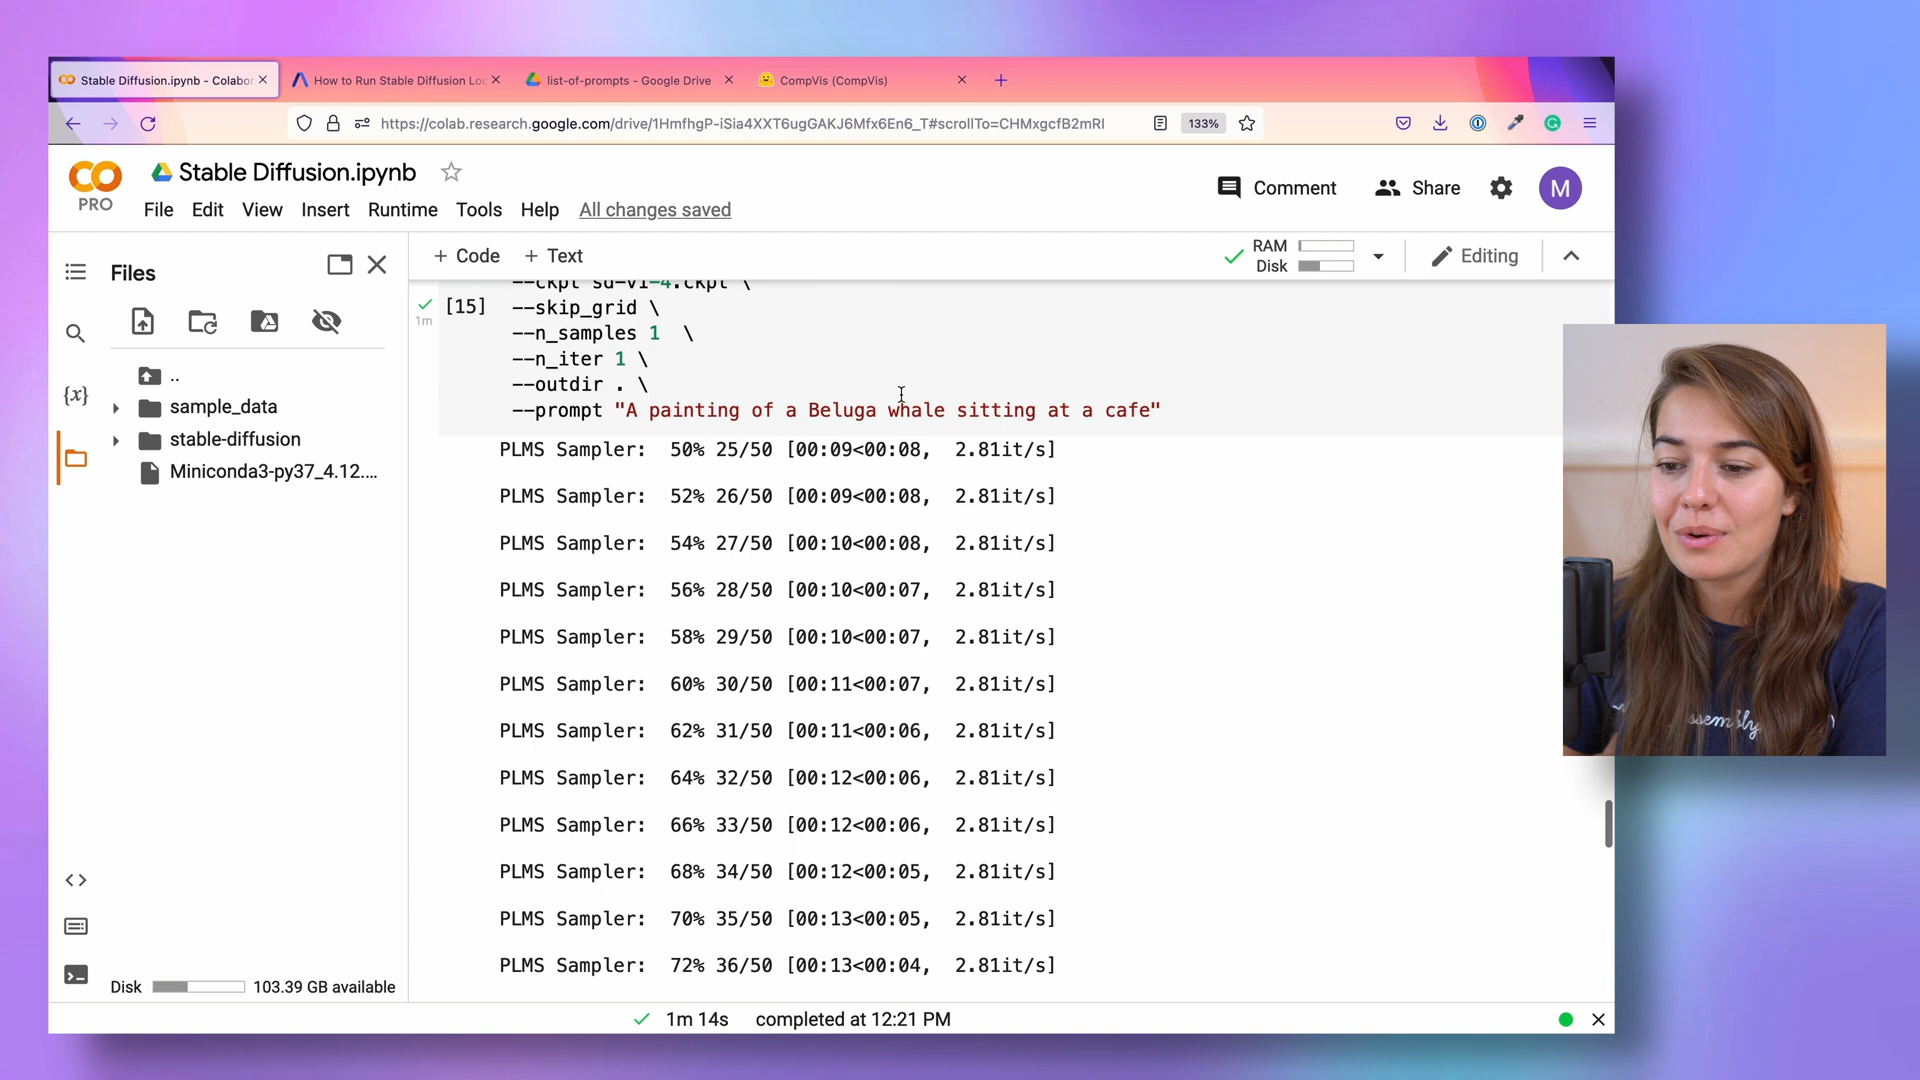 Stable Diffusion.ipynb - Colabor
How to Run Stable Diffusion Loc
list-of-prompts - Google Drive
CompVis (CompVis)
https://colab.research.google.com/drive/1HmfhgP-iSia4XXT6ugGAKJ6Mfx6En6_T#scrollTo=CHMxgcfB2mRI
133%
PRO
Stable Diffusion.ipynb
File Edit View Insert Runtime Tools Help All changes saved
Comment
Share
M
Files
+ Code + Text
RAM
Disk
Editing
..
sample_data
stable-diffusion
Miniconda3-py37_4.12....
{x}
Disk 103.39 GB available
--ckpt sd-v1-4.ckpt \
[15] --skip_grid \
1m
--n_samples 1 \
--n_iter 1 \
--outdir . \
--prompt "A painting of a Beluga whale sitting at a cafe"
PLMS Sampler: 50% 25/50 [00:09<00:08, 2.81it/s]
PLMS Sampler: 52% 26/50 [00:09<00:08, 2.81it/s]
PLMS Sampler: 54% 27/50 [00:10<00:08, 2.81it/s]
PLMS Sampler: 56% 28/50 [00:10<00:07, 2.81it/s]
PLMS Sampler: 58% 29/50 [00:10<00:07, 2.81it/s]
PLMS Sampler: 60% 30/50 [00:11<00:07, 2.81it/s]
PLMS Sampler: 62% 31/50 [00:11<00:06, 2.81it/s]
PLMS Sampler: 64% 32/50 [00:12<00:06, 2.81it/s]
PLMS Sampler: 66% 33/50 [00:12<00:06, 2.81it/s]
PLMS Sampler: 68% 34/50 [00:12<00:05, 2.81it/s]
PLMS Sampler: 70% 35/50 [00:13<00:05, 2.81it/s]
PLMS Sampler: 72% 36/50 [00:13<00:04, 2.81it/s]
1m 14s completed at 12:21 PM